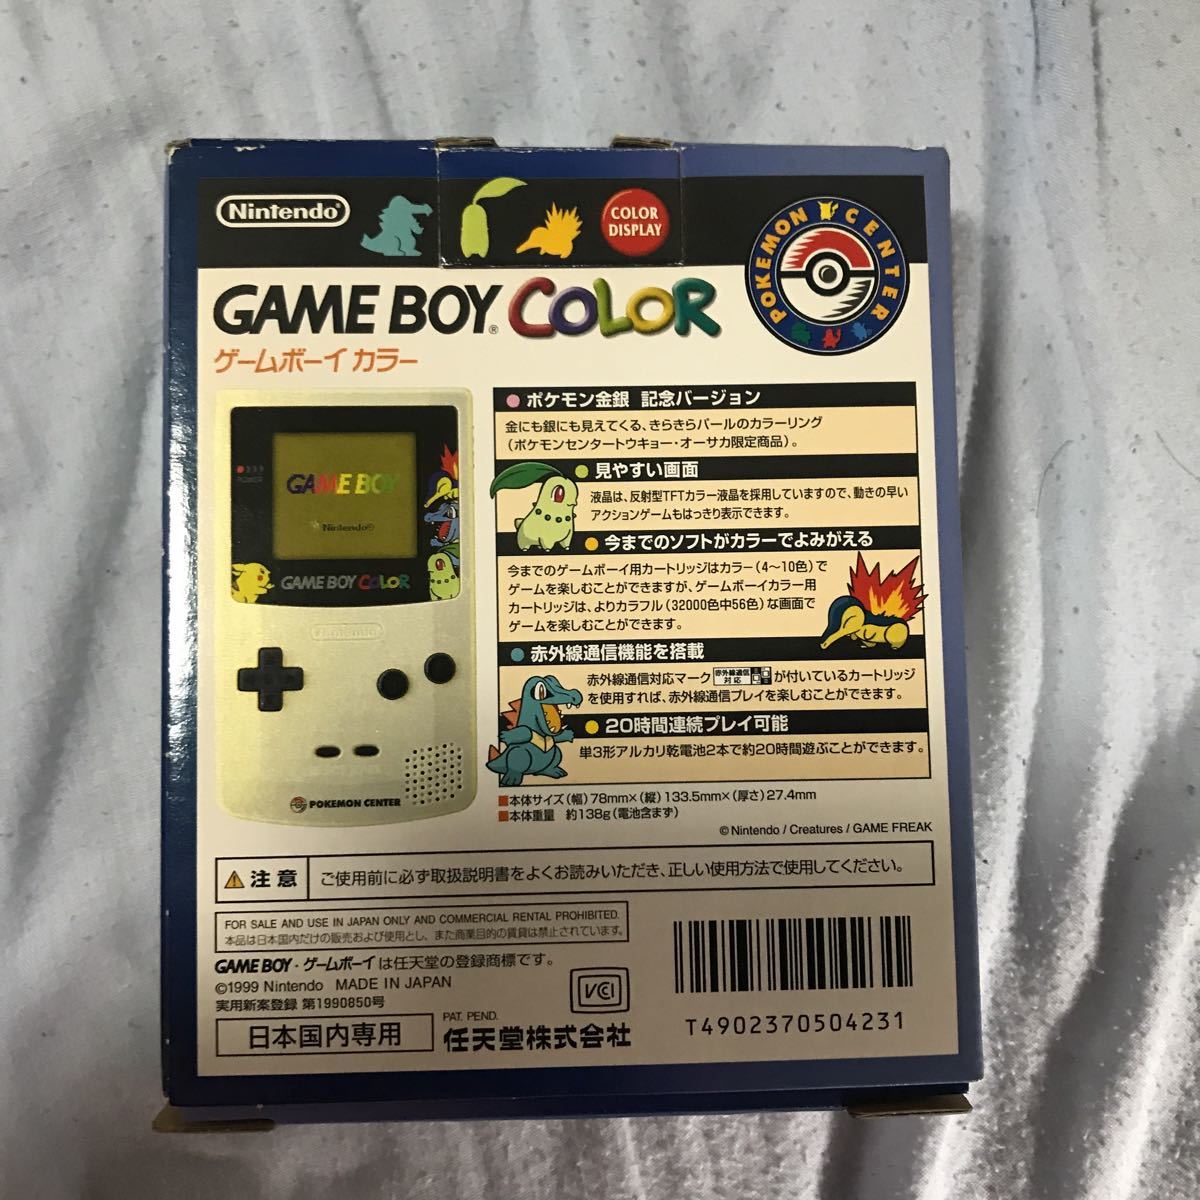 Nintendo
COLOR
DISPLAY
POKEMON CENTER
GAME BOY COLOR
ゲームボーイ カラー
POWER
GAME BOY
Nintendo®
GAME BOY COLOR
Nintendo
POKEMON CENTER
● ポケモン金銀 記念バージョン
金にも銀にも見えてくる、きらきらパールのカラーリング
（ポケモンセンタートウキョー・オーサカ限定商品）。
● 見やすい画面
液晶は、反射型TFTカラー液晶を採用していますので、動きの早い
アクションゲームもはっきり表示できます。
● 今までのソフトがカラーでよみがえる
今までのゲームボーイ用カートリッジはカラー（4～10色）で
ゲームを楽しむことができますが、ゲームボーイカラー用
カートリッジは、よりカラフル（32000色中56色）な画面で
ゲームを楽しむことができます。
● 赤外線通信機能を搭載
赤外線通信対応マーク 赤外線通信対応 が付いているカートリッジ
を使用すれば、赤外線通信プレイを楽しむことができます。
● 20時間連続プレイ可能
単3形アルカリ乾電池2本で約20時間遊ぶことができます。
■本体サイズ（幅）78mm×（縦）133.5mm×（厚さ）27.4mm
■本体重量 約138g（電池含まず）
©Nintendo / Creatures / GAME FREAK
注意 ご使用前に必ず取扱説明書をよくお読みいただき、正しい使用方法で使用してください。
FOR SALE AND USE IN JAPAN ONLY AND COMMERCIAL RENTAL PROHIBITED.
本品は日本国内だけの販売および使用とし、また商業目的の賃貸は禁止されています。
GAME BOY・ゲームボーイは任天堂の登録商標です。
©1999 Nintendo MADE IN JAPAN
実用新案登録 第1990850号
日本国内専用
PAT. PEND.
任天堂株式会社
VCI
T4902370504231